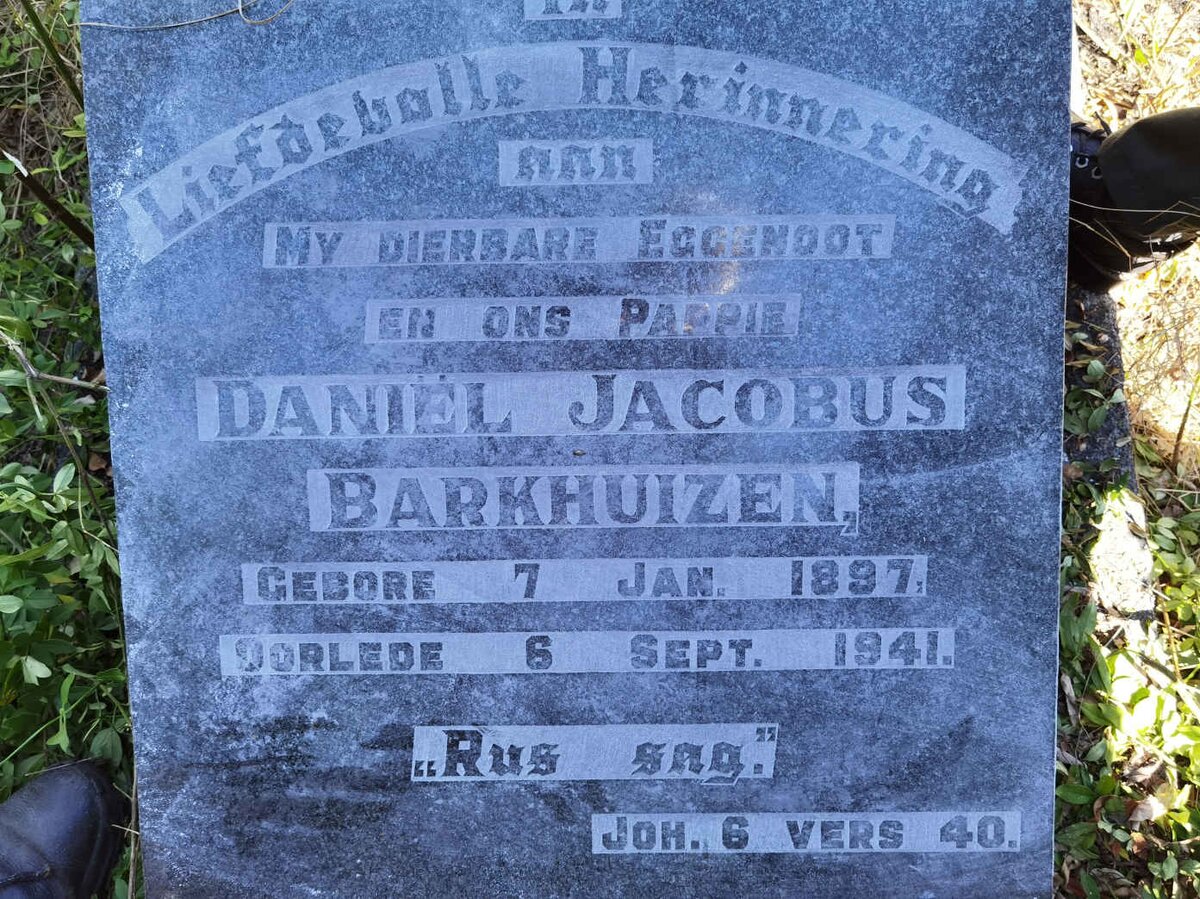 In
Liefdevolle Herinnering
aan
MY DIERBARE EGGENOOT
EN ONS PAPPIE
DANIËL JACOBUS
BARKHUIZEN,
GEBORE 7 JAN. 1897,
OORLEDE 6 SEPT. 1941.
„Rus sag.”
JOH. 6 VERS 40.